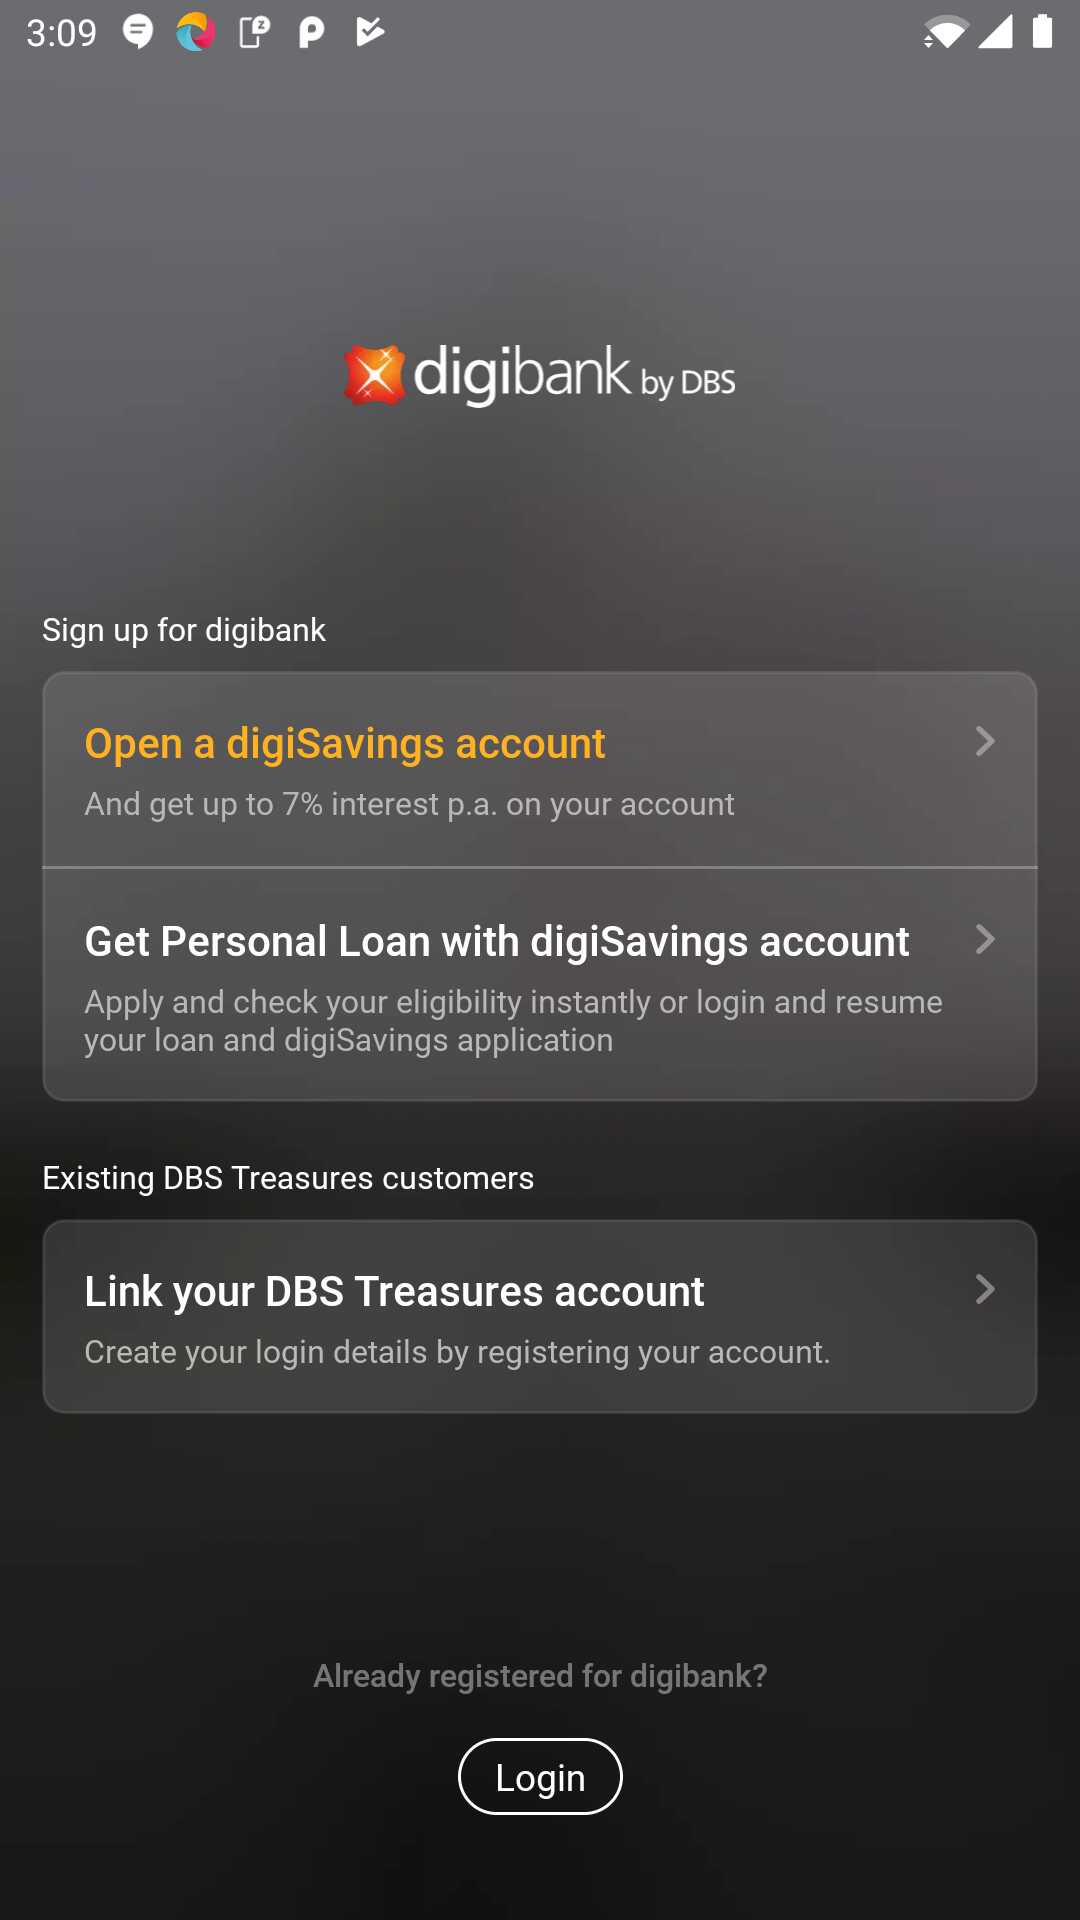 3:09
digibank by DBS
Sign up for digibank
Open a digiSavings account
And get up to 7% interest p.a. on your account
Get Personal Loan with digiSavings account
Apply and check your eligibility instantly or login and resume
your loan and digiSavings application
Existing DBS Treasures customers
Link your DBS Treasures account
Create your login details by registering your account.
Already registered for digibank?
Login